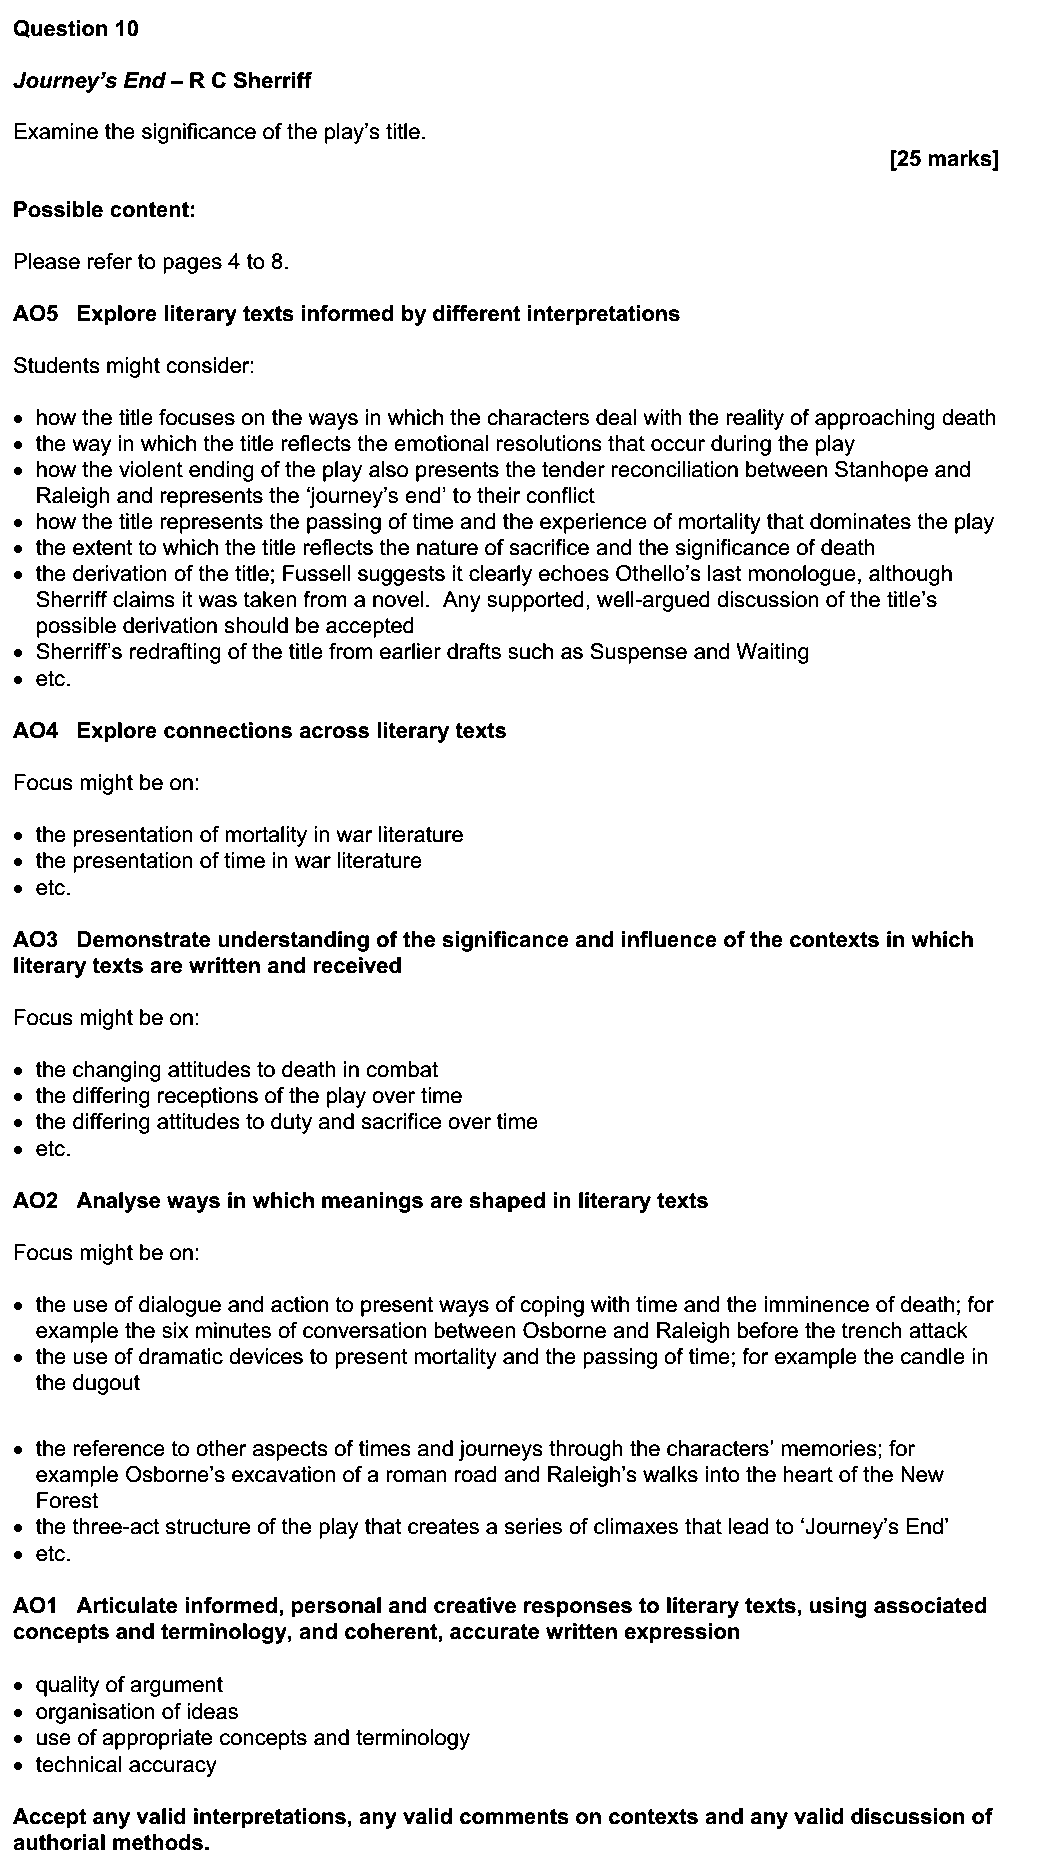 Question 10
Journey's End – R C Sherriff
Examine the significance of the play's title.
[25 marks]
Possible content:
Please refer to pages 4 to 8.
AO5 Explore literary texts informed by different interpretations
Students might consider:
• how the title focuses on the ways in which the characters deal with the reality of approaching death
• the way in which the title reflects the emotional resolutions that occur during the play
• how the violent ending of the play also presents the tender reconciliation between Stanhope and
Raleigh and represents the 'journey's end' to their conflict
• how the title represents the passing of time and the experience of mortality that dominates the play
• the extent to which the title reflects the nature of sacrifice and the significance of death
• the derivation of the title; Fussell suggests it clearly echoes Othello's last monologue, although
Sherriff claims it was taken from a novel. Any supported, well-argued discussion of the title's
possible derivation should be accepted
• Sherriff's redrafting of the title from earlier drafts such as Suspense and Waiting
• etc.
AO4 Explore connections across literary texts
Focus might be on:
• the presentation of mortality in war literature
• the presentation of time in war literature
• etc.
AO3 Demonstrate understanding of the significance and influence of the contexts in which
literary texts are written and received
Focus might be on:
• the changing attitudes to death in combat
• the differing receptions of the play over time
• the differing attitudes to duty and sacrifice over time
• etc.
AO2 Analyse ways in which meanings are shaped in literary texts
Focus might be on:
• the use of dialogue and action to present ways of coping with time and the imminence of death; for
example the six minutes of conversation between Osborne and Raleigh before the trench attack
• the use of dramatic devices to present mortality and the passing of time; for example the candle in
the dugout
• the reference to other aspects of times and journeys through the characters' memories; for
example Osborne's excavation of a roman road and Raleigh's walks into the heart of the New
Forest
• the three-act structure of the play that creates a series of climaxes that lead to 'Journey's End'
• etc.
AO1 Articulate informed, personal and creative responses to literary texts, using associated
concepts and terminology, and coherent, accurate written expression
• quality of argument
• organisation of ideas
• use of appropriate concepts and terminology
• technical accuracy
Accept any valid interpretations, any valid comments on contexts and any valid discussion of
authorial methods.